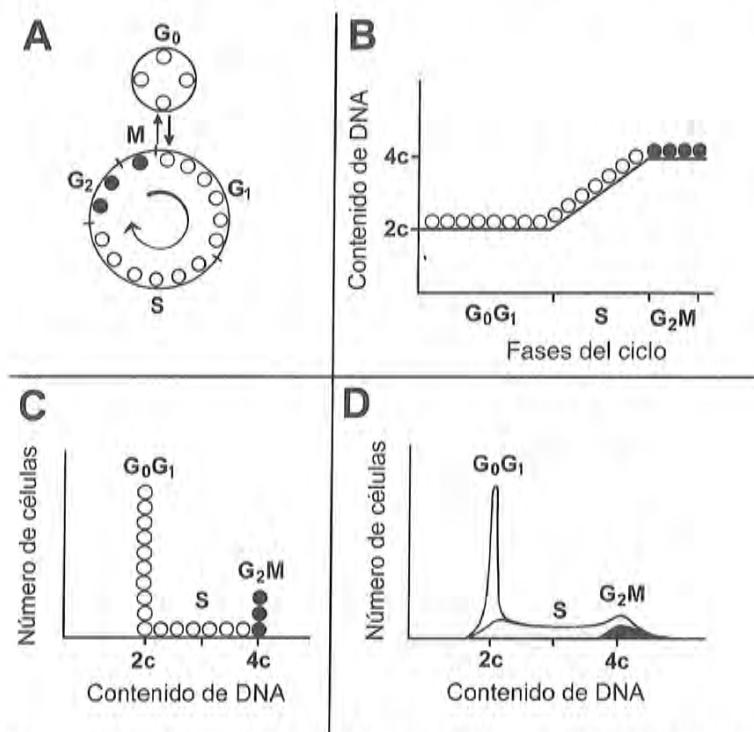 A
G₀
M
G₂
G₁
S
B
Contenido de DNA
4c
2c
G₀G₁
S
G₂M
Fases del ciclo
C
Número de células
G₀G₁
S
G₂M
2c
4c
Contenido de DNA
D
Número de células
G₀G₁
S
G₂M
2c
4c
Contenido de DNA